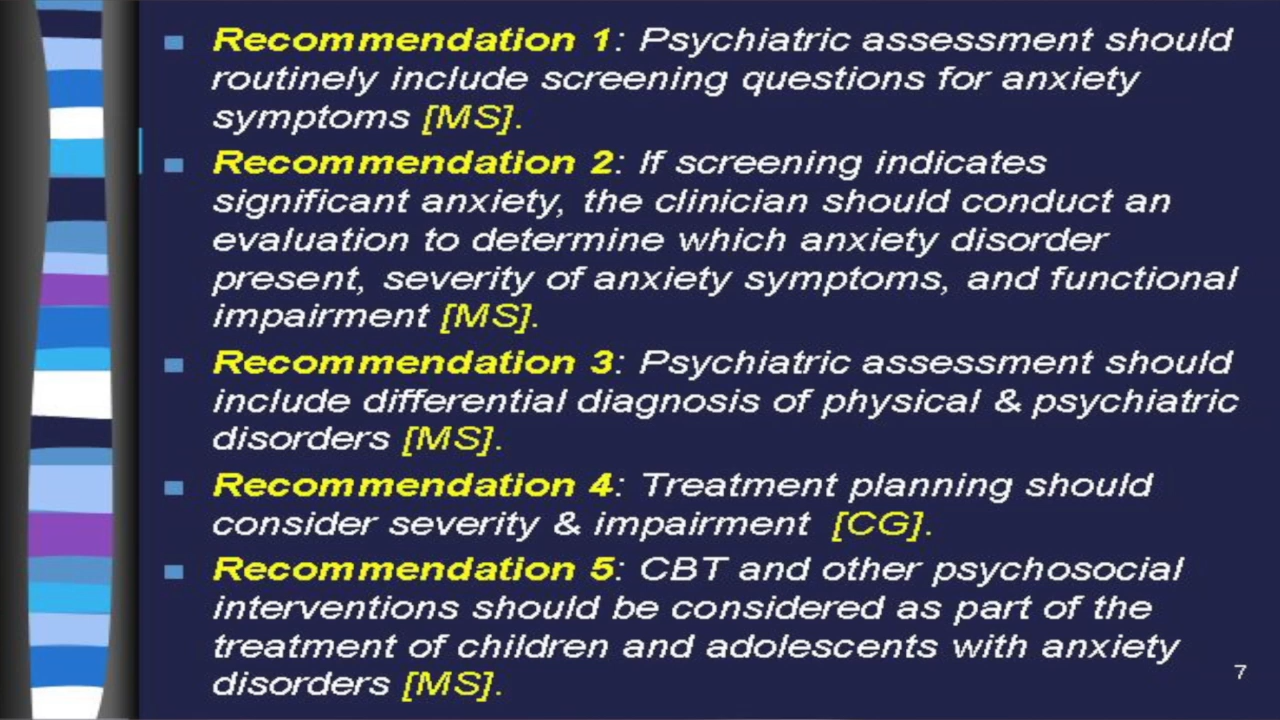 Recommendation 1: Psychiatric assessment should
routinely include screening questions for anxiety
symptoms [MS].
Recommendation 2: If screening indicates
significant anxiety, the clinician should conduct an
evaluation to determine which anxiety disorder
present, severity of anxiety symptoms, and functional
impairment [MS].
Recommendation 3: Psychiatric assessment should
include differential diagnosis of physical & psychiatric
disorders [MS].
Recommendation 4: Treatment planning should
consider severity & impairment [CG].
Recommendation 5: CBT and other psychosocial
interventions should be considered as part of the
treatment of children and adolescents with anxiety
disorders [MS].
7